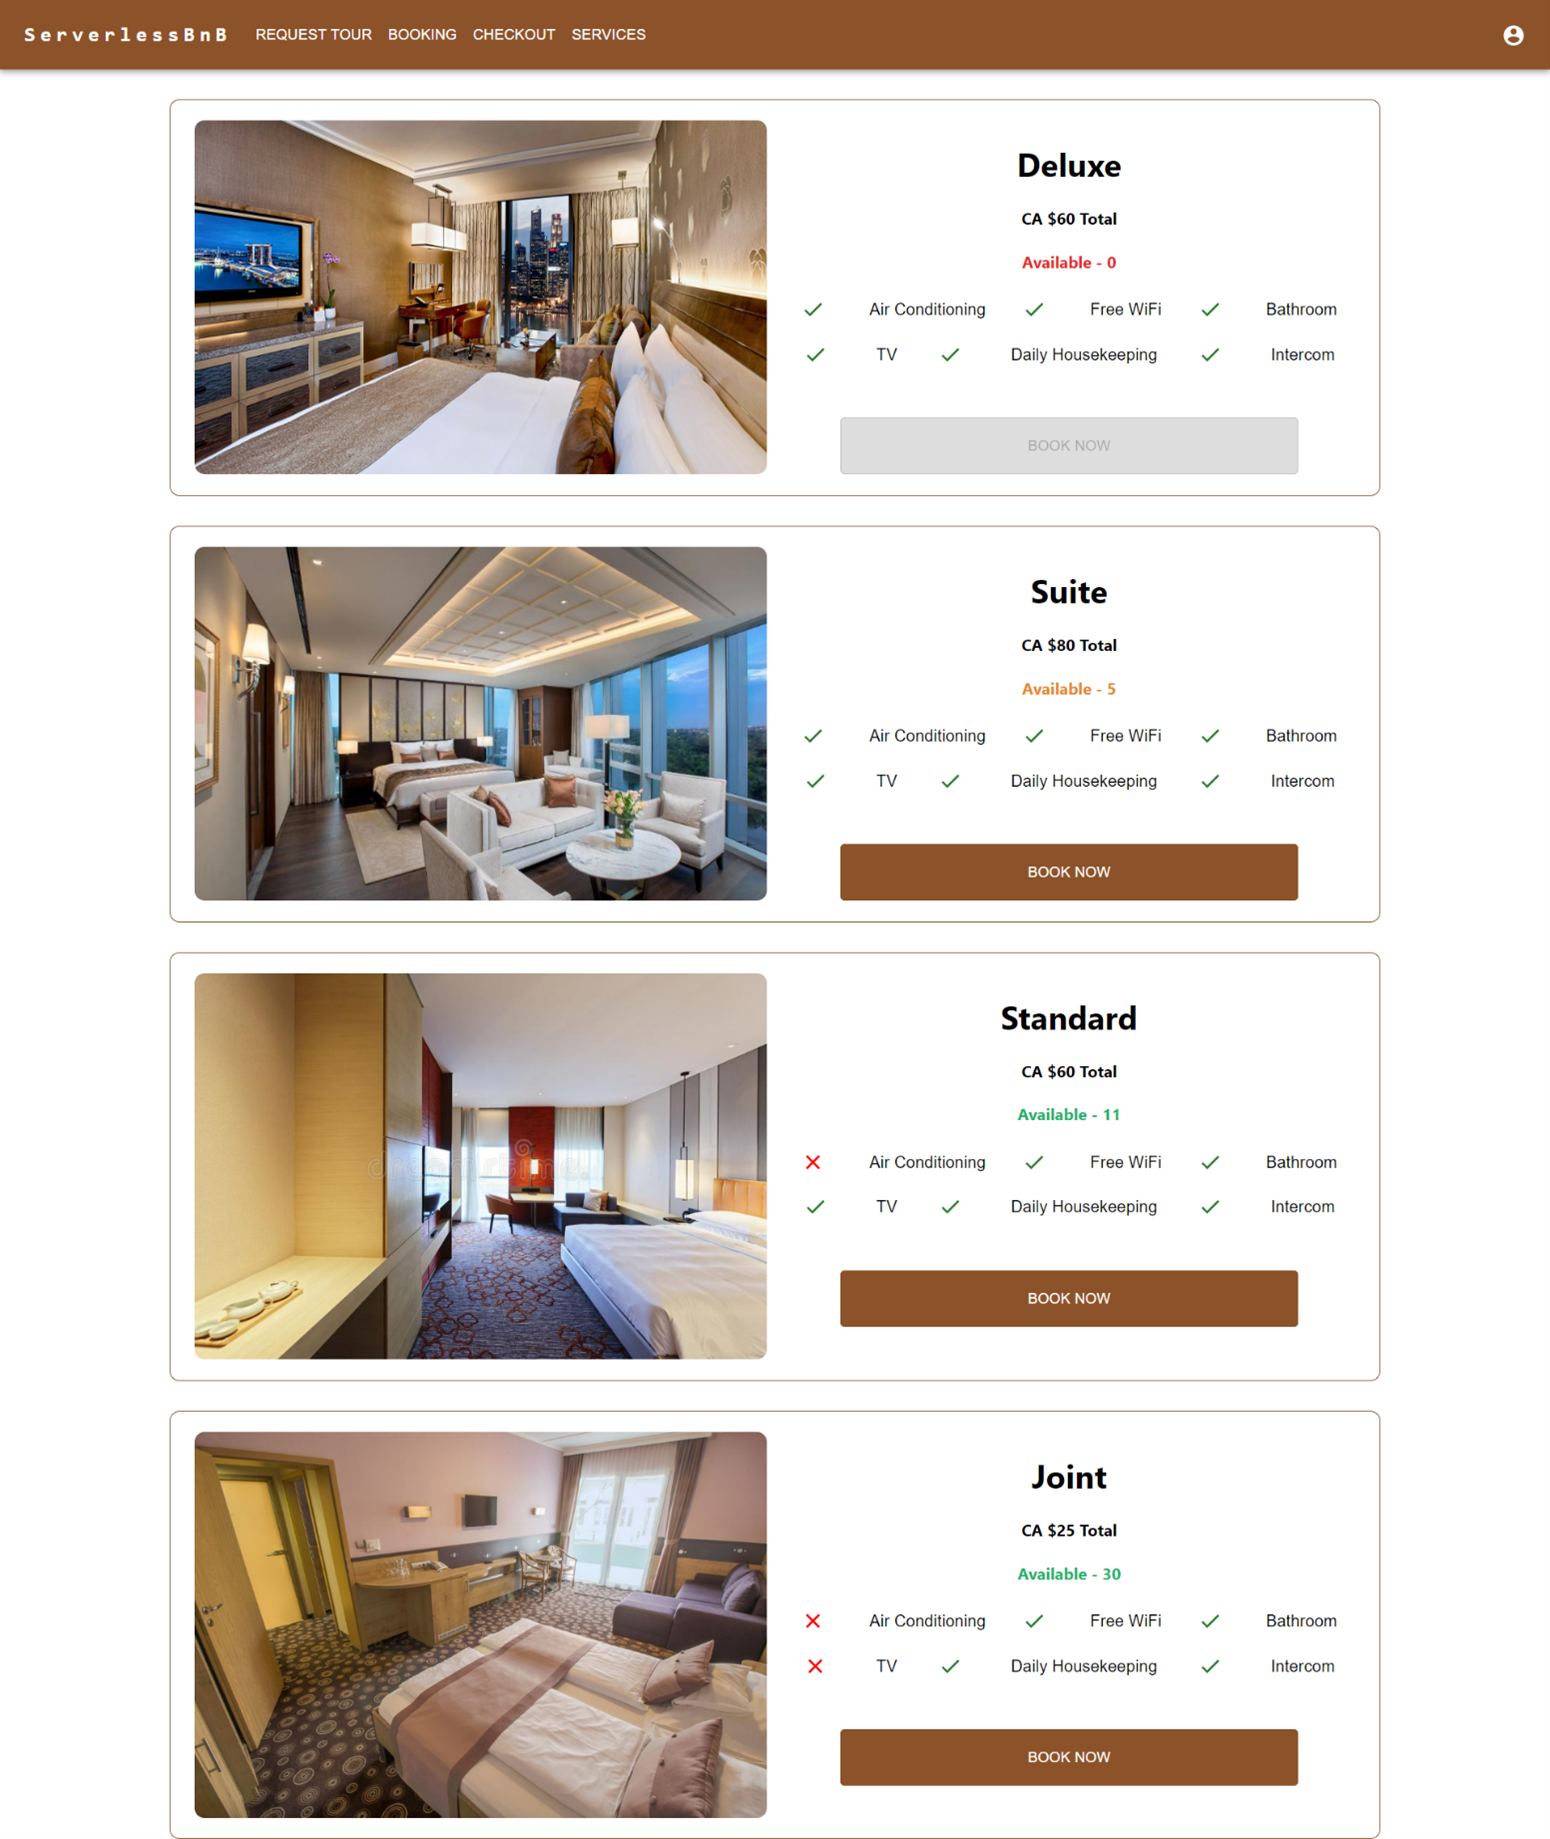 ServerlessBnB REQUEST TOUR BOOKING CHECKOUT SERVICES
Deluxe
CA $60 Total
Available - 0
Air Conditioning Free WiFi Bathroom
TV Daily Housekeeping Intercom
BOOK NOW
Suite
CA $80 Total
Available - 5
Air Conditioning Free WiFi Bathroom
TV Daily Housekeeping Intercom
BOOK NOW
Standard
CA $60 Total
Available - 11
Air Conditioning Free WiFi Bathroom
TV Daily Housekeeping Intercom
BOOK NOW
dreamstime
Joint
CA $25 Total
Available - 30
Air Conditioning Free WiFi Bathroom
TV Daily Housekeeping Intercom
BOOK NOW